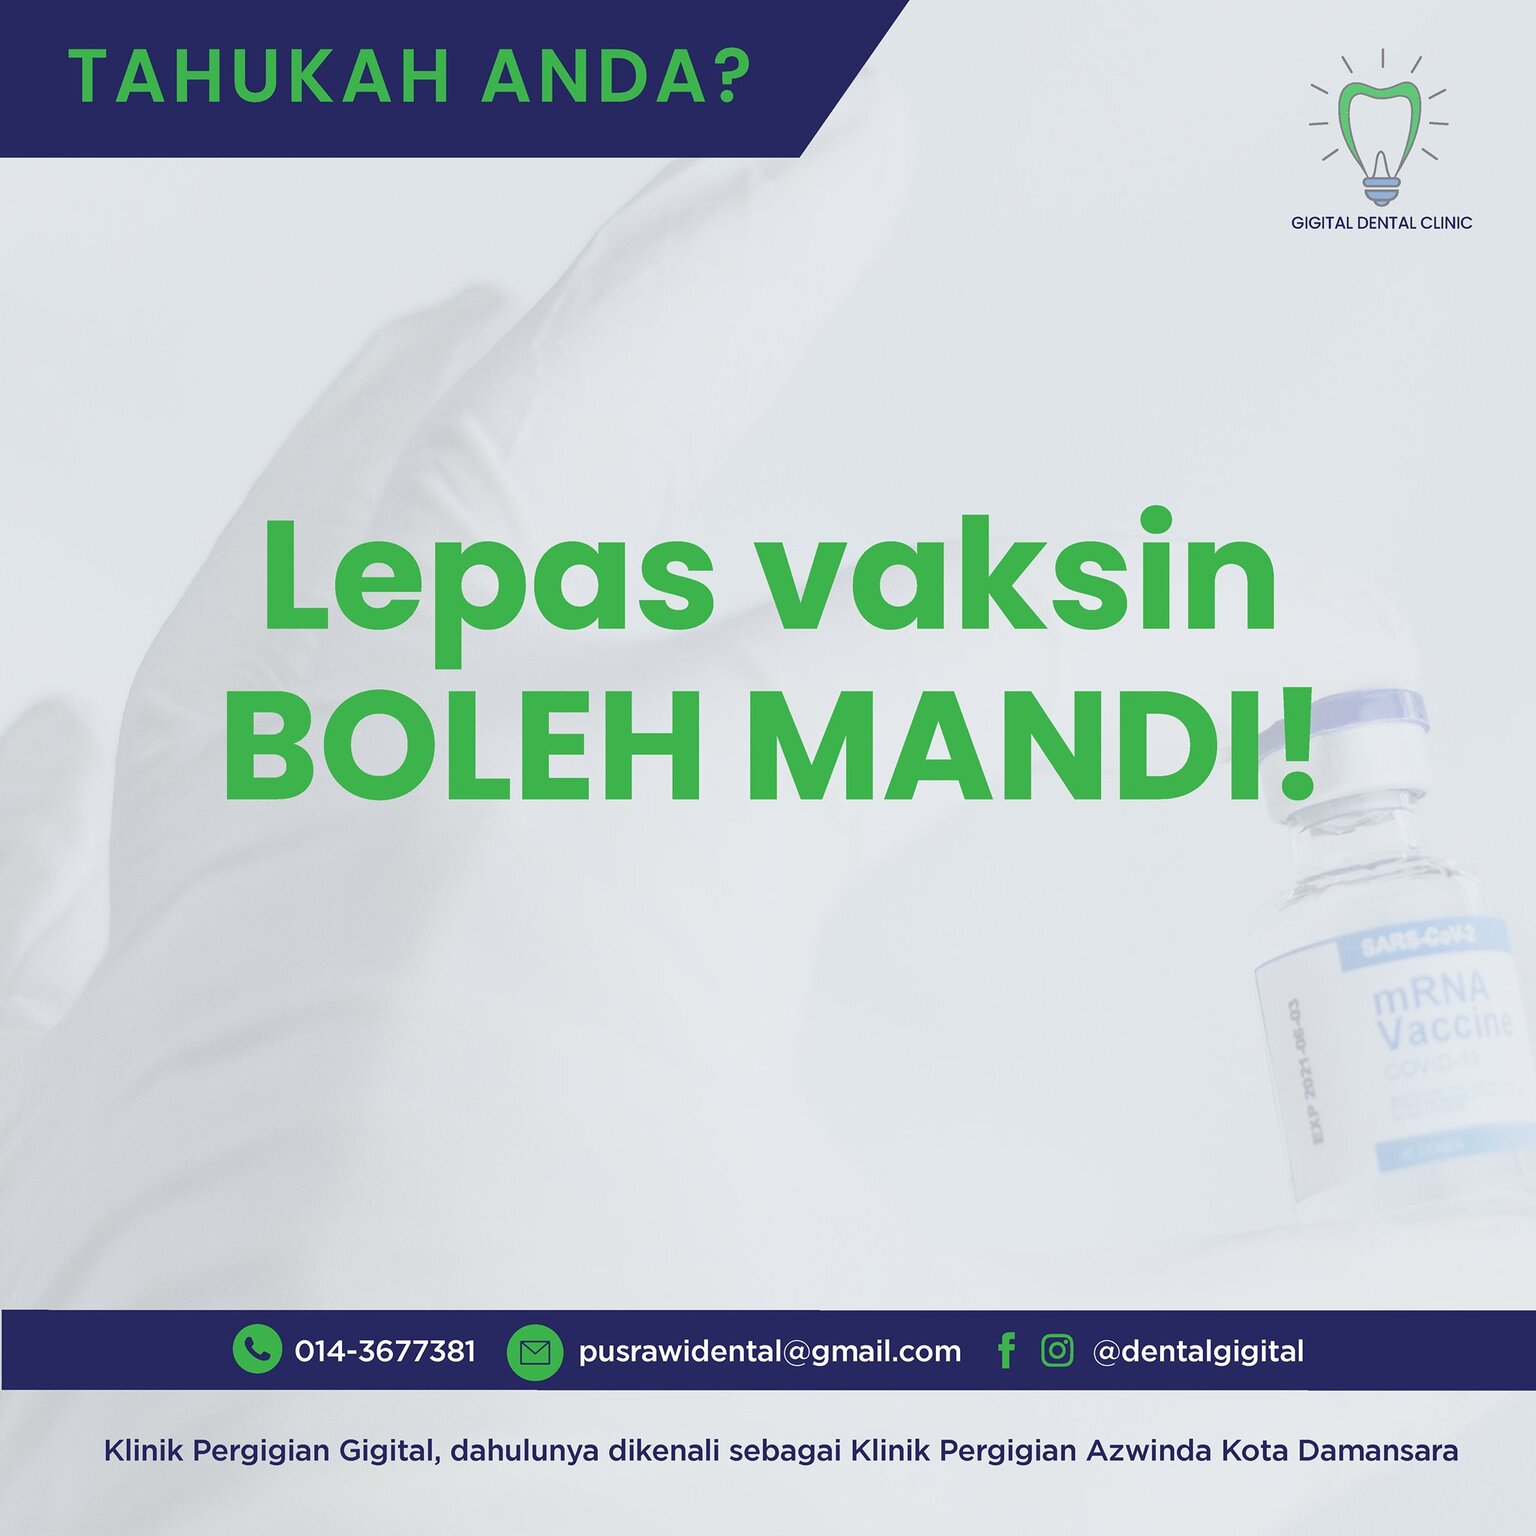 TAHUKAH ANDA?
GIGITAL DENTAL CLINIC
Lepas vaksin
BOLEH MANDI!
SARS-CoV-2
mRNA
Vaccine
COVID-19
EXP 2021-06-03
014-3677381 pusrawidental@gmail.com @dentalgigital
Klinik Pergigian Gigital, dahulunya dikenali sebagai Klinik Pergigian Azwinda Kota Damansara